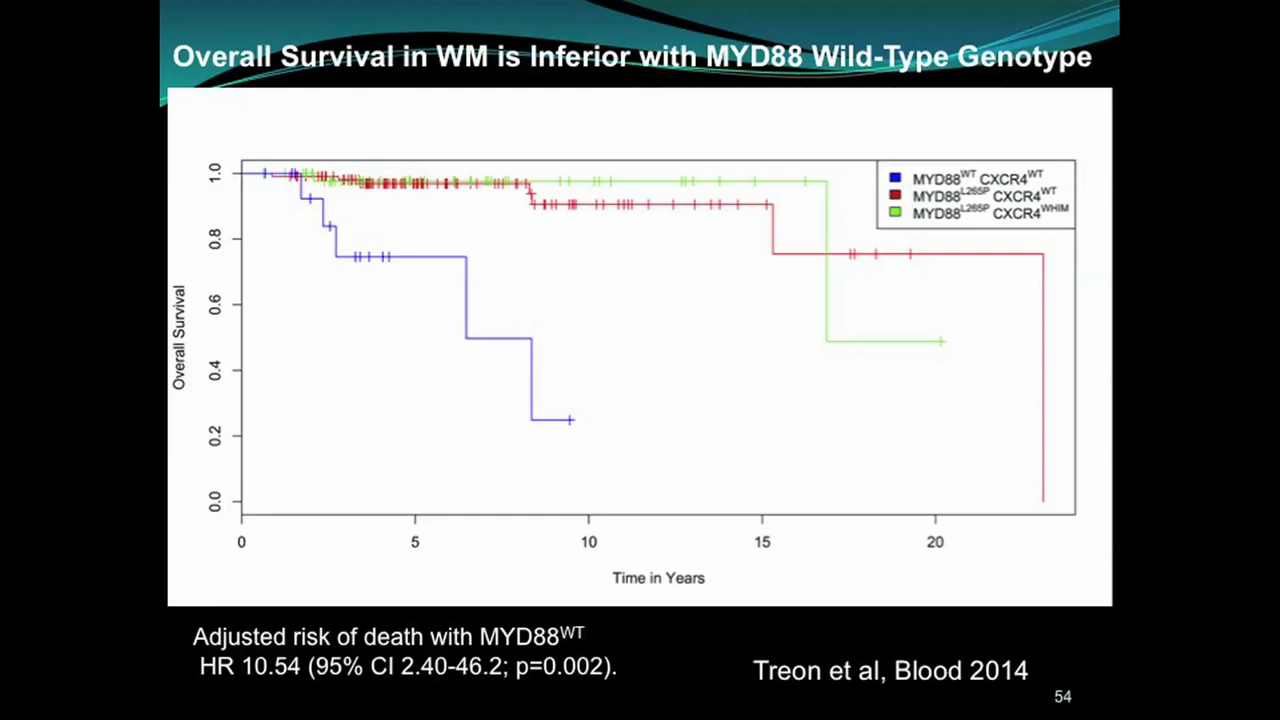 Overall Survival in WM is Inferior with MYD88 Wild-Type Genotype
MYD88WT CXCR4WT
MYD88L265P CXCR4WT
MYD88L265P CXCR4WHIM
Overall Survival
1.0
0.8
0.6
0.4
0.2
0.0
0 5 10 15 20
Time in Years
Adjusted risk of death with MYD88WT
HR 10.54 (95% CI 2.40-46.2; p=0.002).
Treon et al, Blood 2014
54